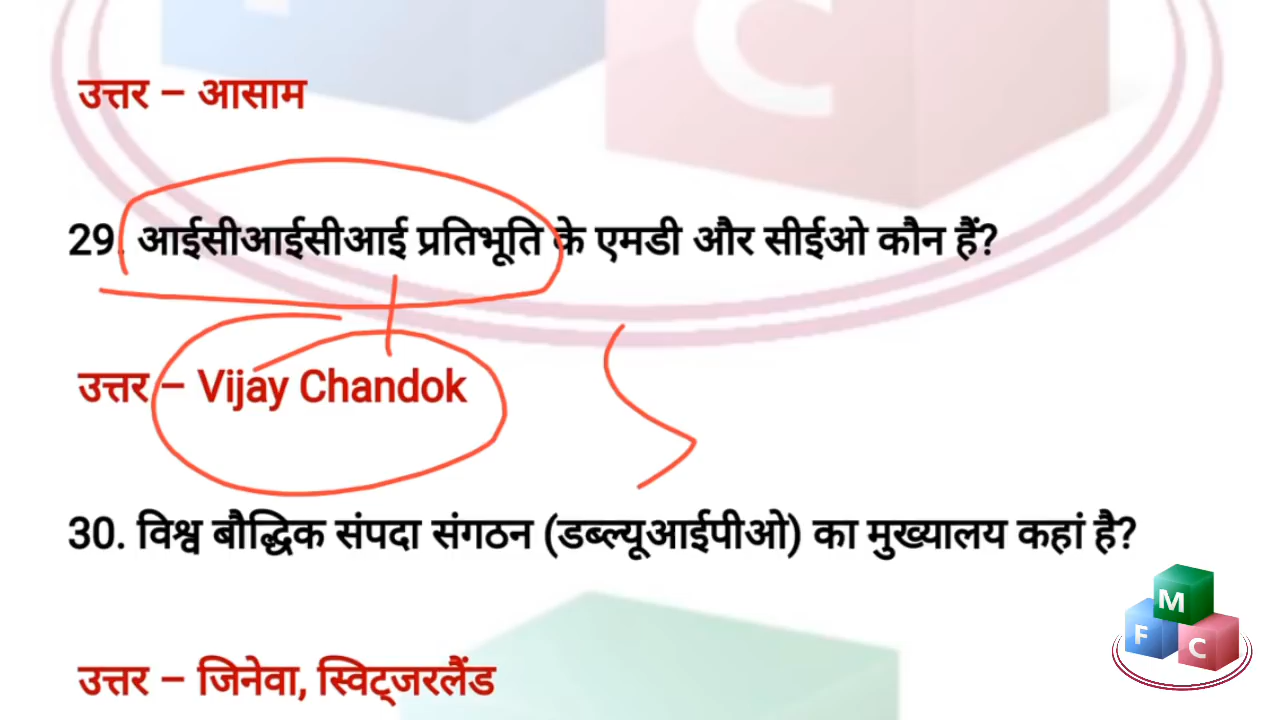 उत्तर – आसाम
29. आईसीआईसीआई प्रतिभूति के एमडी और सीईओ कौन हैं?
उत्तर – Vijay Chandok
30. विश्व बौद्धिक संपदा संगठन (डब्ल्यूआईपीओ) का मुख्यालय कहां है?
उत्तर – जिनेवा, स्विट्जरलैंड
M
F
C
C